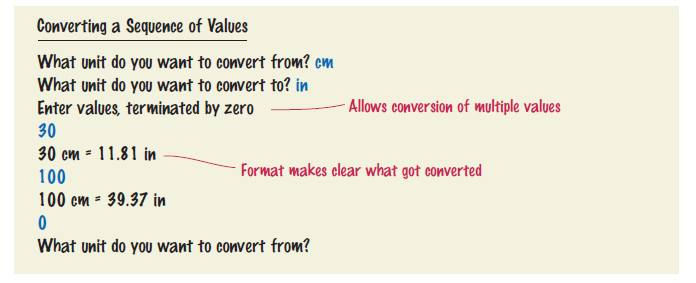 Converting a Sequence of Values
What unit do you want to convert from? cm
What unit do you want to convert to? in
Enter values, terminated by zero
Allows conversion of multiple values
30
30 cm = 11.81 in
Format makes clear what got converted
100
100 cm = 39.37 in
0
What unit do you want to convert from?